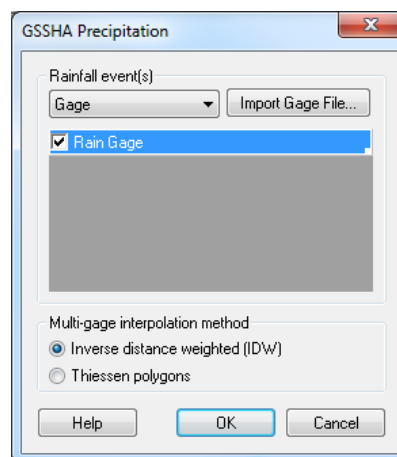 GSSHA Precipitation
Rainfall event(s)
Gage Import Gage File...
Rain Gage
Multi-gage interpolation method
Inverse distance weighted (IDW)
Thiessen polygons
Help OK Cancel